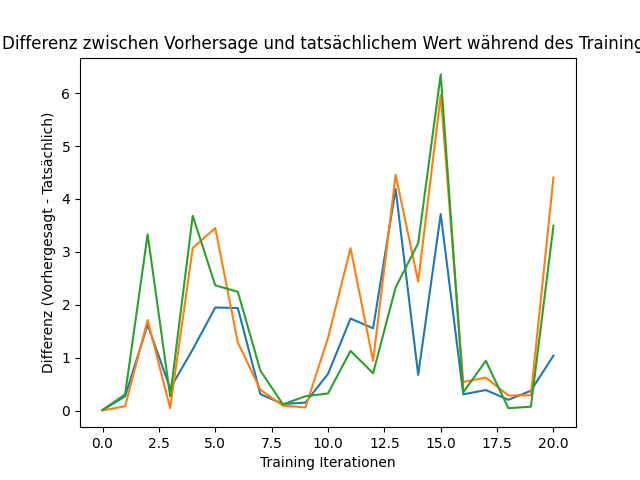 Differenz zwischen Vorhersage und tatsächlichem Wert während des Training
Differenz (Vorhergesagt - Tatsächlich)
6
5
4
3
2
1
0
0.0 2.5 5.0 7.5 10.0 12.5 15.0 17.5 20.0
Training Iterationen